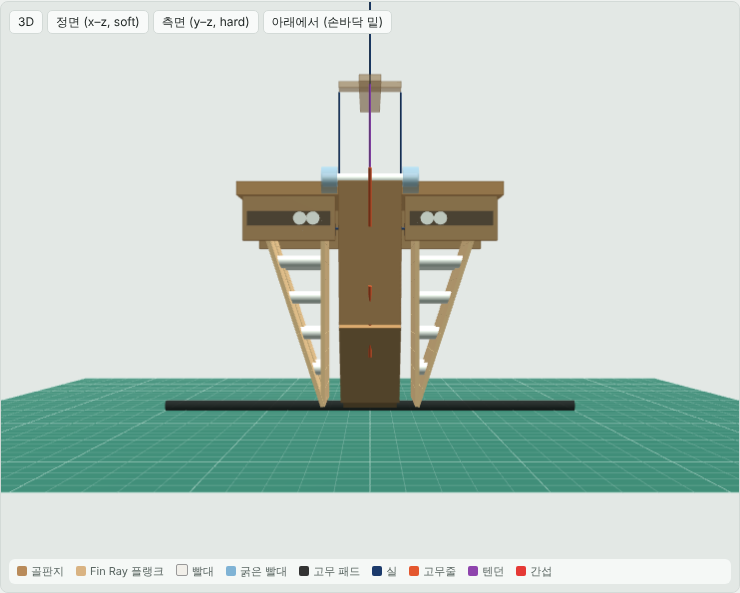 3D 정면 (x–z, soft) 측면 (y–z, hard) 아래에서 (손바닥 밑)
골판지 Fin Ray 플랭크 빨대 굵은 빨대 고무 패드 실 고무줄 텐던 간섭